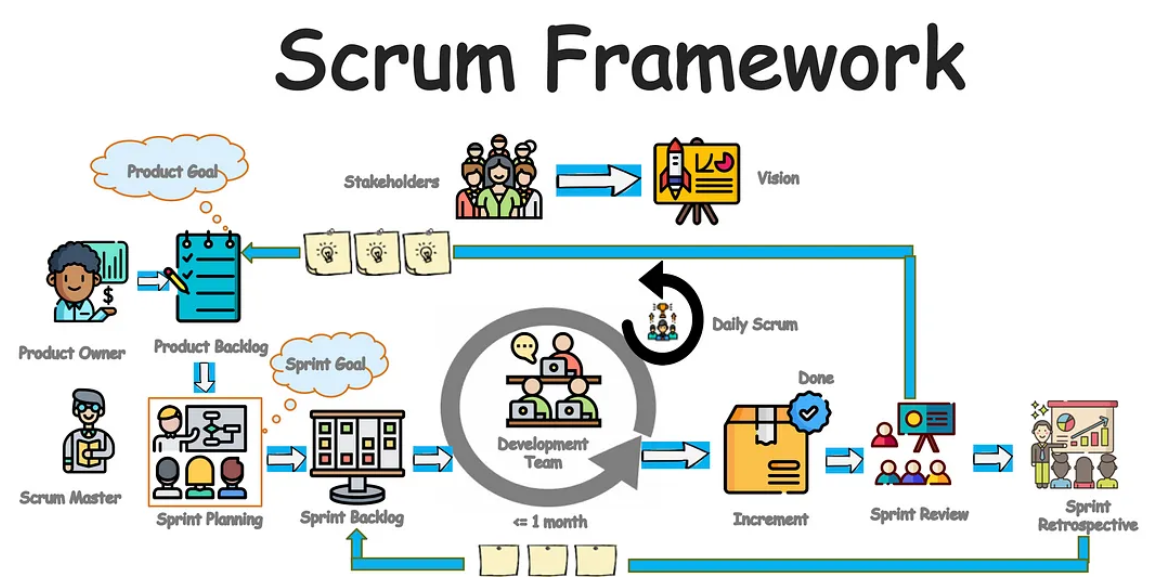 Scrum Framework
Product Goal
Stakeholders
Vision
Product Owner
Product Backlog
Daily Scrum
Sprint Goal
Done
Development
Team
Scrum Master
Sprint Planning
Sprint Backlog
<= 1 month
Increment
Sprint Review
Sprint
Retrospective